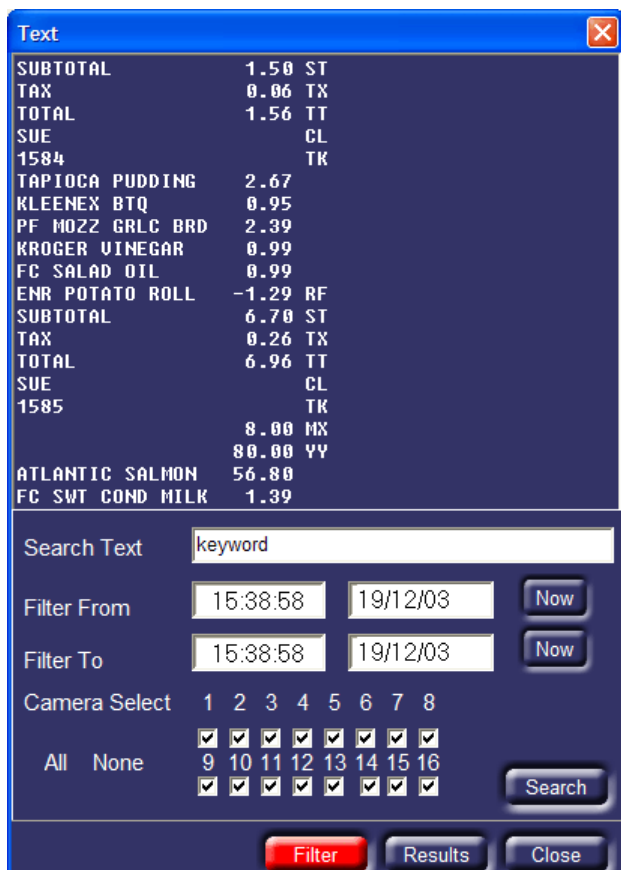 Text
SUBTOTAL 1.50 ST
TAX 0.06 TX
TOTAL 1.56 TT
SUE CL
1584 TK
TAPIOCA PUDDING 2.67
KLEENEX BTQ 0.95
PF MOZZ GRLC BRD 2.39
KROGER VINEGAR 0.99
FC SALAD OIL 0.99
ENR POTATO ROLL -1.29 RF
SUBTOTAL 6.70 ST
TAX 0.26 TX
TOTAL 6.96 TT
SUE CL
1585 TK
8.00 MX
80.00 YY
ATLANTIC SALMON 56.80
FC SWT COND MILK 1.39
Search Text keyword
Filter From 15:38:58 19/12/03 Now
Filter To 15:38:58 19/12/03 Now
Camera Select 1 2 3 4 5 6 7 8
All None 9 10 11 12 13 14 15 16
Search
Filter Results Close